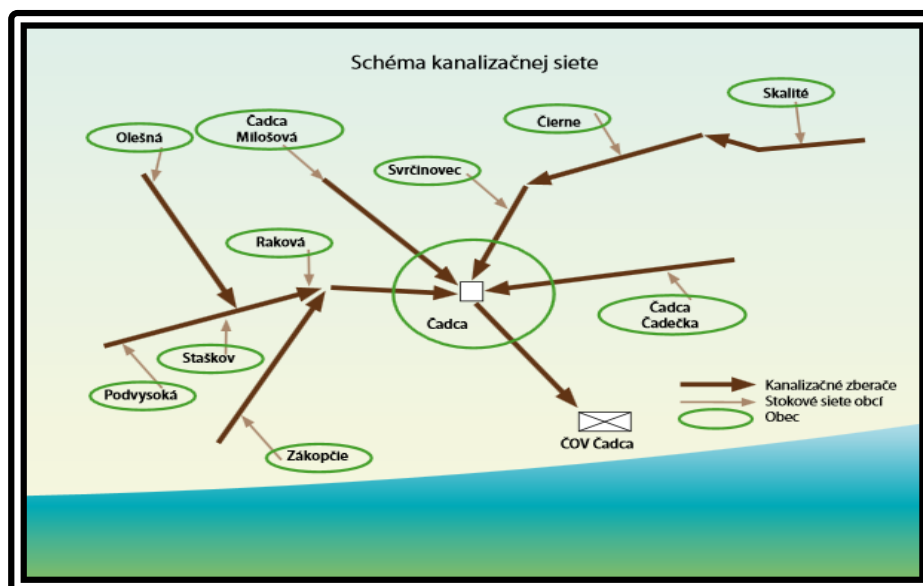 Schéma kanalizačnej siete
Skalité
Čierne
Čadca
Milošová
Olešná
Svrčinovec
Raková
Čadca
Čadca
Čadečka
Staškov
Podvysoká
Zákopčie
ČOV Čadca
Kanalizačné zberače
Stokové siete obcí
Obec